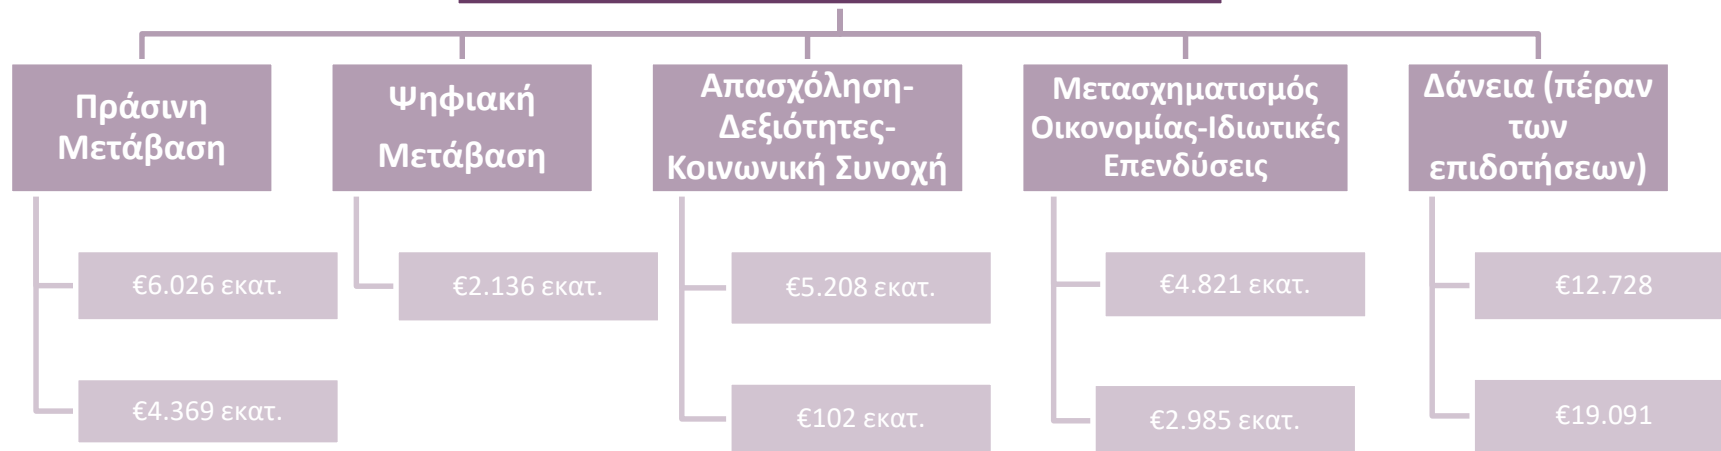 Πράσινη
Μετάβαση
Ψηφιακή
Μετάβαση
Απασχόληση-
Δεξιότητες-
Κοινωνική Συνοχή
Μετασχηματισμός
Οικονομίας-Ιδιωτικές
Επενδύσεις
Δάνεια (πέραν
των
επιδοτήσεων)
€6.026 εκατ.
€2.136 εκατ.
€5.208 εκατ.
€4.821 εκατ.
€12.728
€4.369 εκατ.
€102 εκατ.
€2.985 εκατ.
€19.091